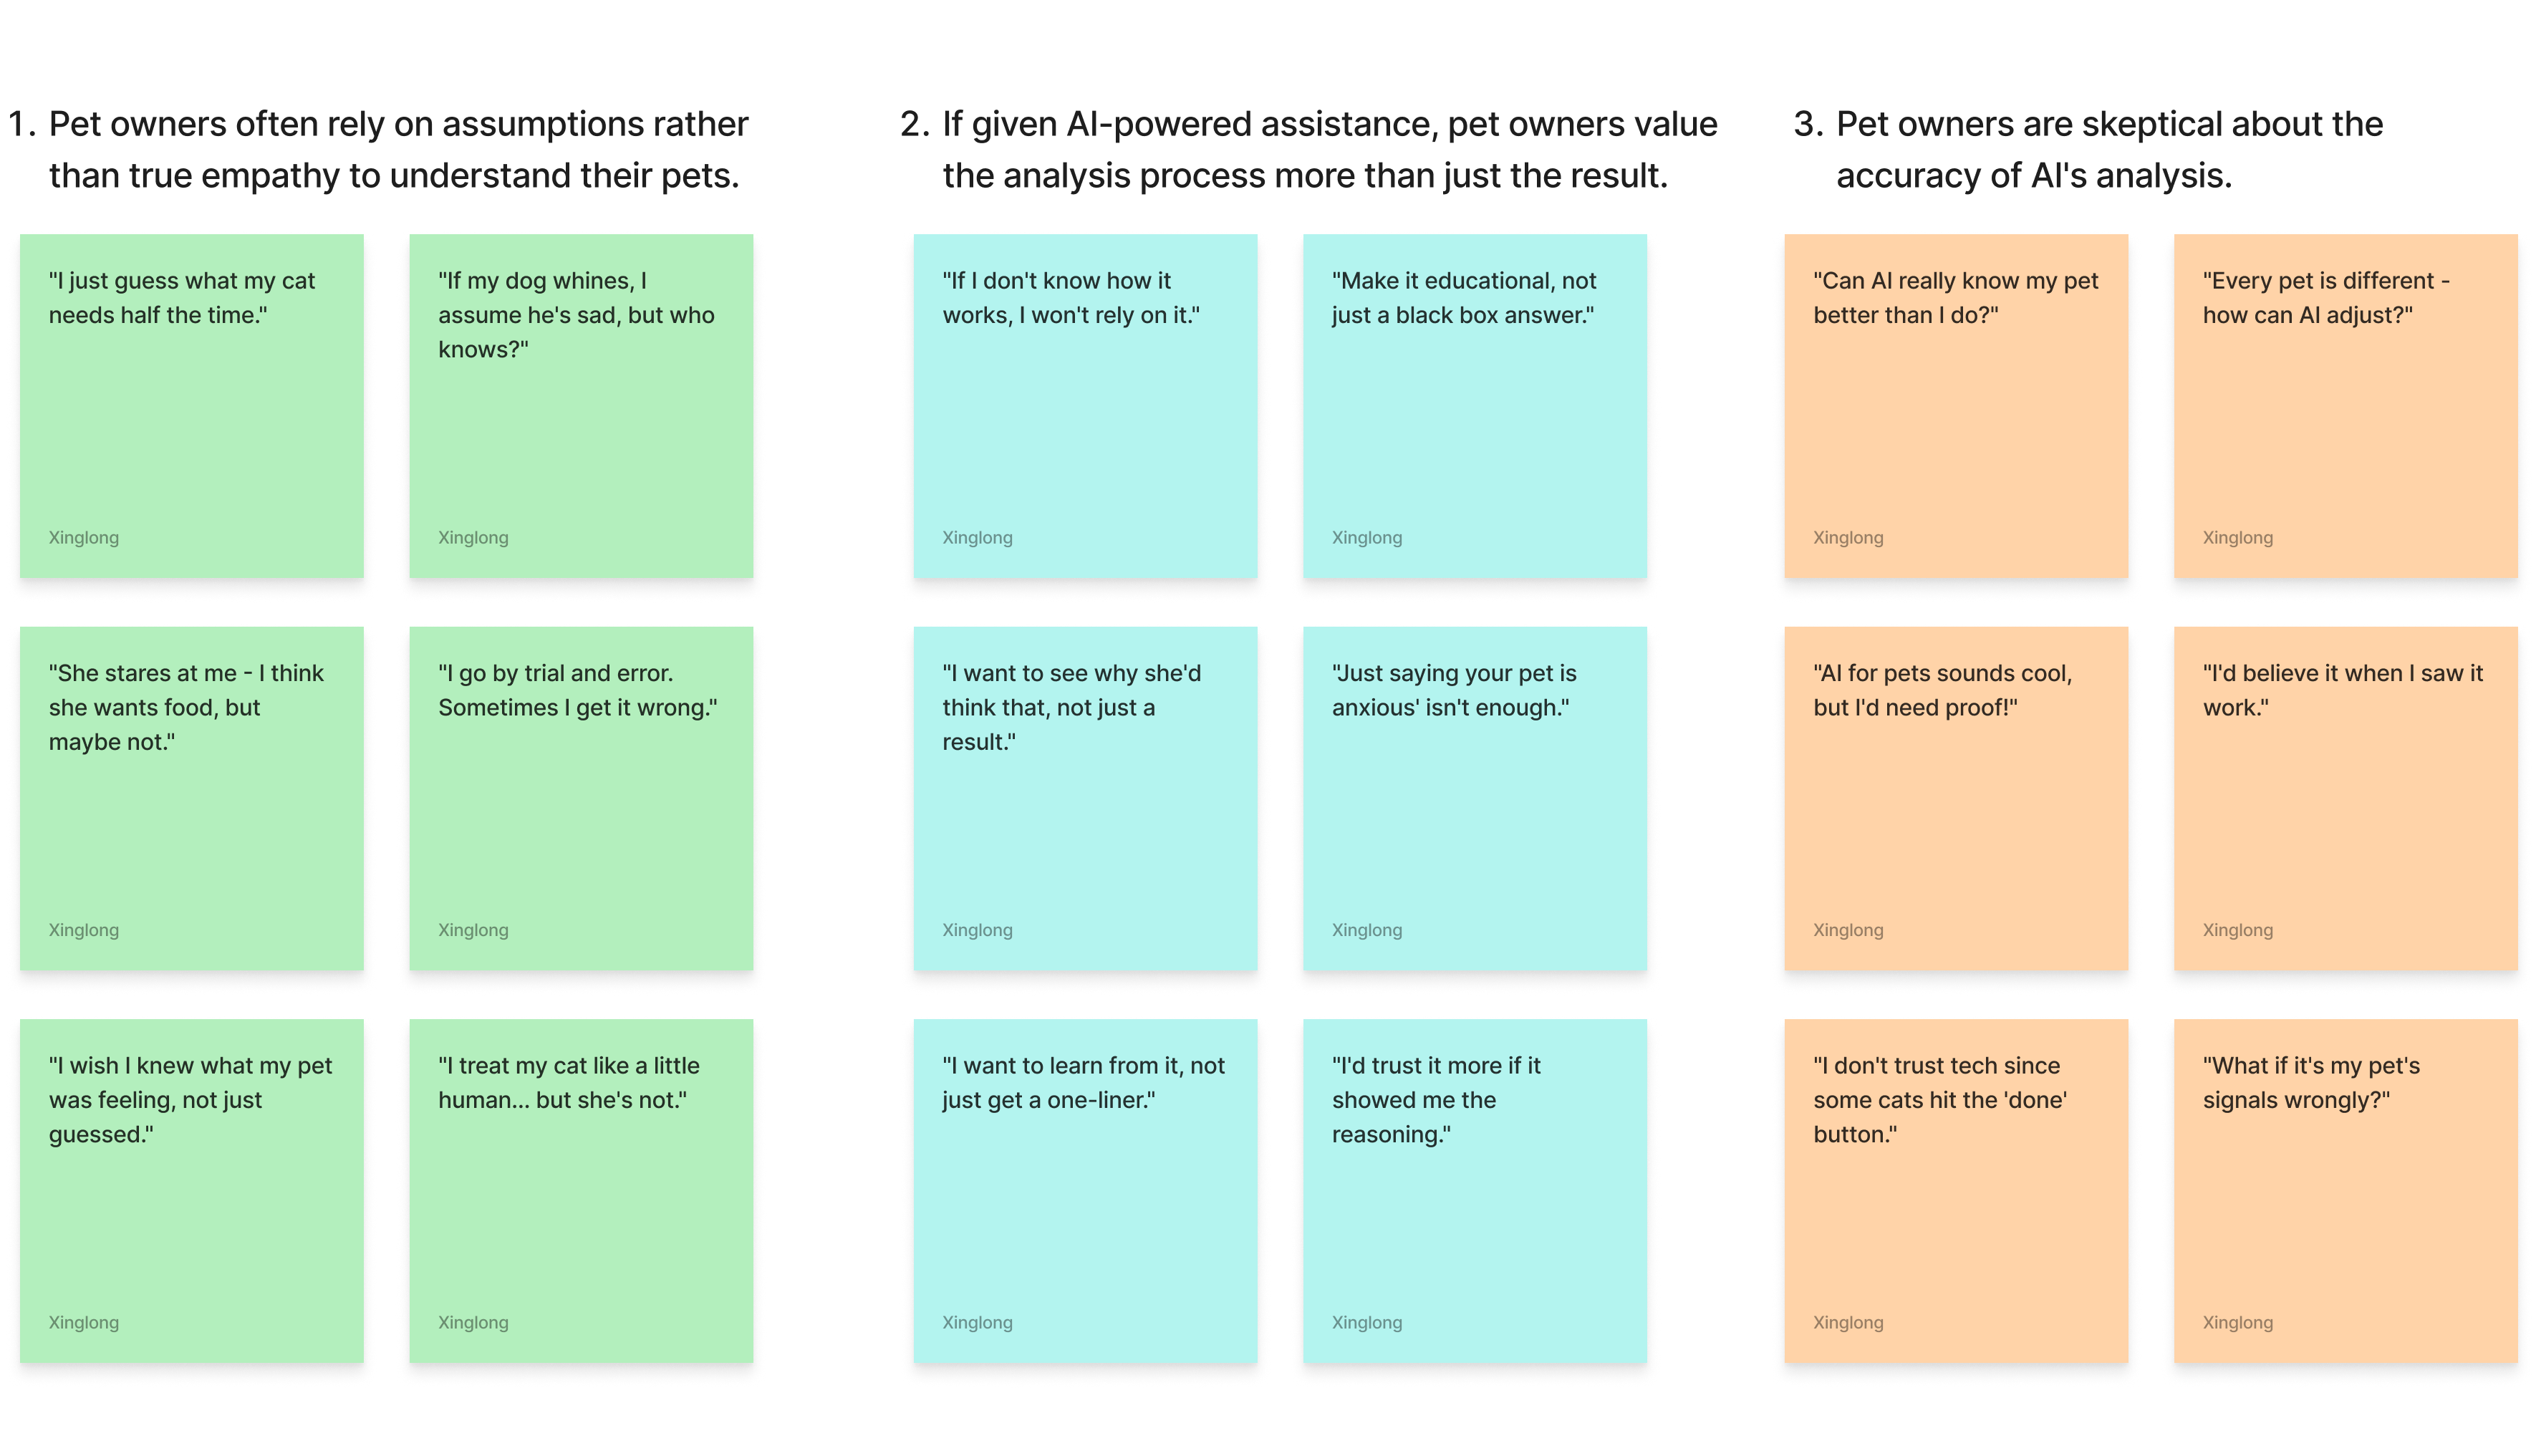 1. Pet owners often rely on assumptions rather
than true empathy to understand their pets.
"I just guess what my cat
needs half the time."
Xinglong
"If my dog whines, I
assume he's sad, but who
knows?"
Xinglong
"She stares at me - I think
she wants food, but
maybe not."
Xinglong
"I go by trial and error.
Sometimes I get it wrong."
Xinglong
"I wish I knew what my pet
was feeling, not just
guessed."
Xinglong
"I treat my cat like a little
human... but she's not."
Xinglong
2. If given AI-powered assistance, pet owners value
the analysis process more than just the result.
"If I don't know how it
works, I won't rely on it."
Xinglong
"Make it educational, not
just a black box answer."
Xinglong
"I want to see why she'd
think that, not just a
result."
Xinglong
"Just saying your pet is
anxious' isn't enough."
Xinglong
"I want to learn from it, not
just get a one-liner."
Xinglong
"I'd trust it more if it
showed me the
reasoning."
Xinglong
3. Pet owners are skeptical about the
accuracy of AI's analysis.
"Can AI really know my pet
better than I do?"
Xinglong
"Every pet is different -
how can AI adjust?"
Xinglong
"AI for pets sounds cool,
but I'd need proof!"
Xinglong
"I'd believe it when I saw it
work."
Xinglong
"I don't trust tech since
some cats hit the 'done'
button."
Xinglong
"What if it's my pet's
signals wrongly?"
Xinglong